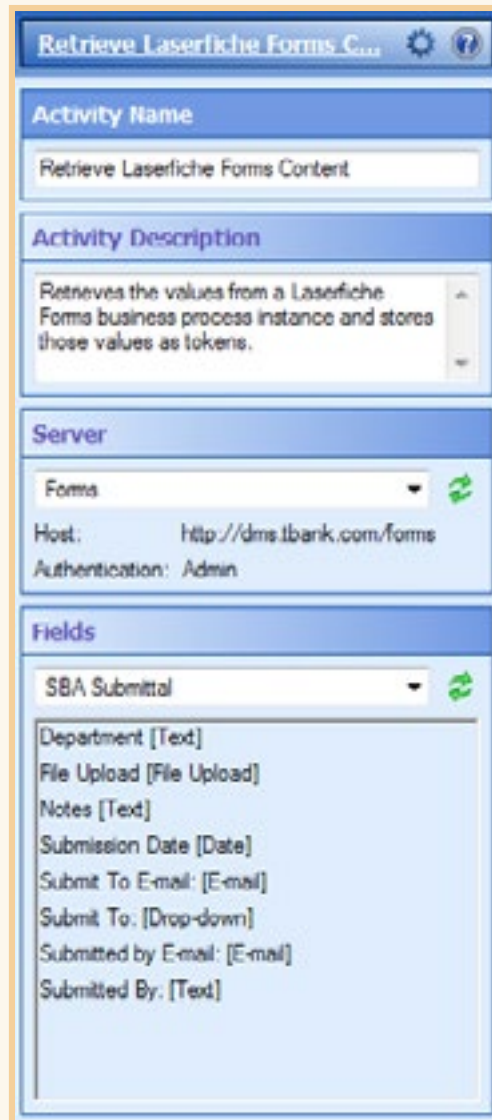 Retrieve Laserfiche Forms C...
Activity Name
Retrieve Laserfiche Forms Content
Activity Description
Retrieves the values from a Laserfiche
Forms business process instance and stores
those values as tokens.
Server
Forms
Host: http://dms.tbank.com/forms
Authentication: Admin
Fields
SBA Submittal
Department [Text]
File Upload [File Upload]
Notes [Text]
Submission Date [Date]
Submit To E-mail: [E-mail]
Submit To: [Drop-down]
Submitted by E-mail: [E-mail]
Submitted By: [Text]